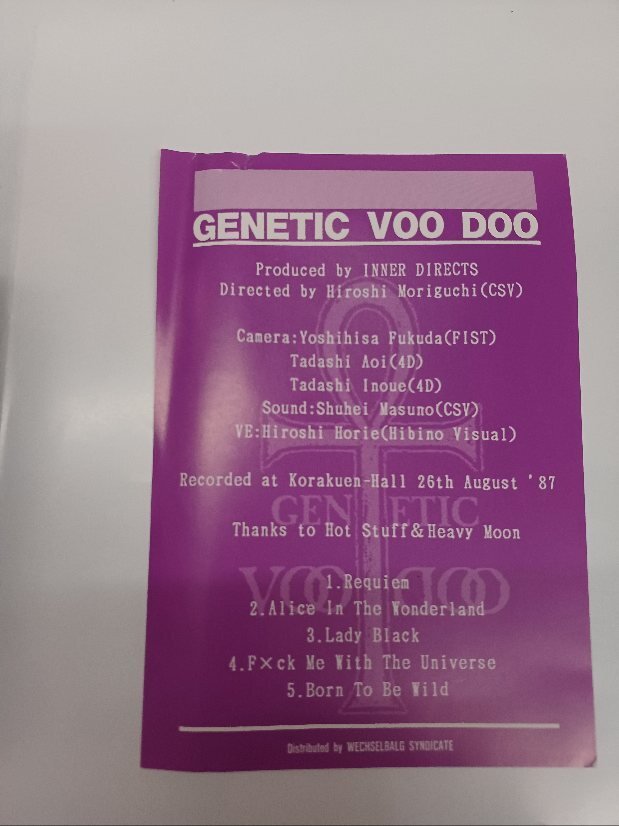 GENETIC VOO DOO
Produced by INNER DIRECTS
Directed by Hiroshi Moriguchi(CSV)
Camera:Yoshihisa Fukuda(FIST)
Tadashi Aoi(4D)
Tadashi Inoue(4D)
Sound:Shuhei Masuno(CSV)
VE:Hiroshi Horie(Hibino Visual)
Recorded at Korakuen-Hall 26th August '87
GENETIC
Thanks to Hot Stuff&Heavy Moon
VOO DOO
1.Requiem
2.Alice In The Wonderland
3.Lady Black
4.F×ck Me With The Universe
5.Born To Be Wild
Distributed by WECHSELBALG SYNDICATE